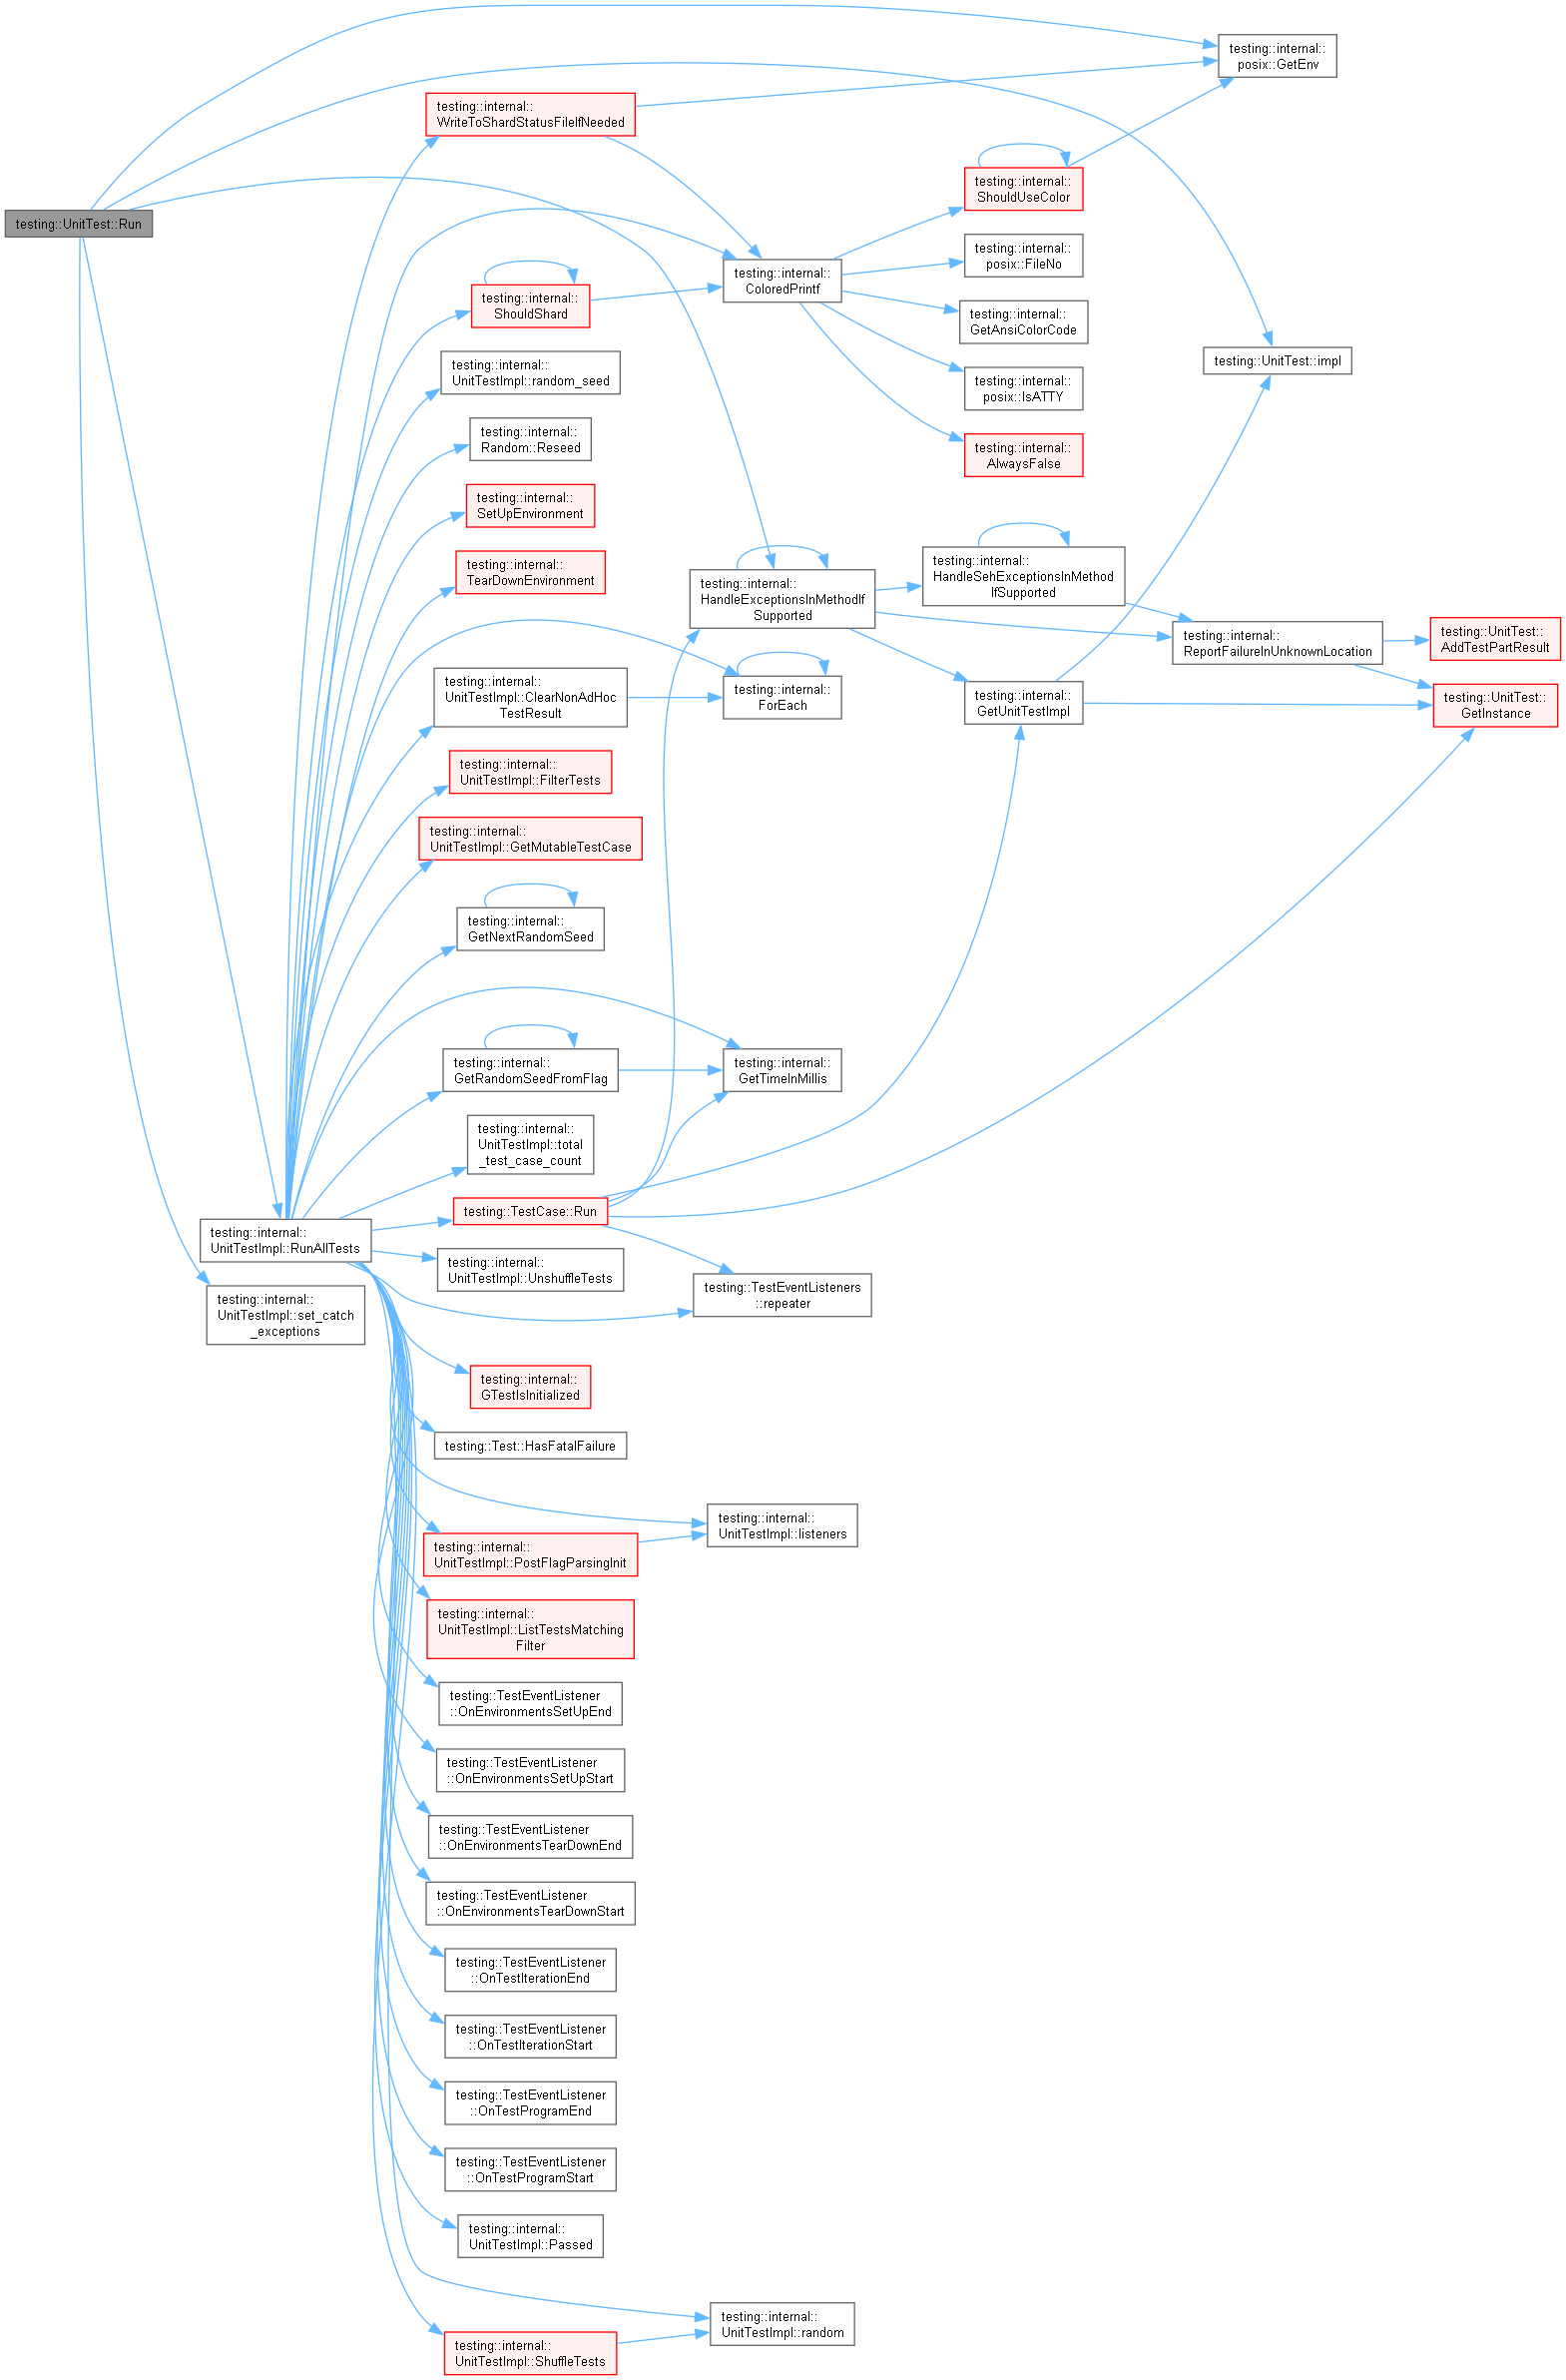 testing::UnitTest::Run
testing::internal::
posix::GetEnv
testing::internal::
WriteToShardStatusFileIfNeeded
testing::internal::
ShouldUseColor
testing::internal::
posix::FileNo
testing::internal::
ColoredPrintf
testing::internal::
ShouldShard
testing::internal::
GetAnsiColorCode
testing::UnitTest::impl
testing::internal::
UnitTestImpl::random_seed
testing::internal::
posix::IsATTY
testing::internal::
Random::Reseed
testing::internal::
AlwaysFalse
testing::internal::
SetUpEnvironment
testing::internal::
TearDownEnvironment
testing::internal::
HandleExceptionsInMethodIf
Supported
testing::internal::
HandleSehExceptionsInMethod
IfSupported
testing::internal::
ReportFailureInUnknownLocation
testing::UnitTest::
AddTestPartResult
testing::internal::
UnitTestImpl::ClearNonAdHoc
TestResult
testing::internal::
ForEach
testing::internal::
GetUnitTestImpl
testing::UnitTest::
GetInstance
testing::internal::
UnitTestImpl::FilterTests
testing::internal::
UnitTestImpl::GetMutableTestCase
testing::internal::
GetNextRandomSeed
testing::internal::
GetRandomSeedFromFlag
testing::internal::
GetTimeInMillis
testing::internal::
UnitTestImpl::total
_test_case_count
testing::TestCase::Run
testing::internal::
UnitTestImpl::RunAllTests
testing::internal::
UnitTestImpl::UnshuffleTests
testing::TestEventListeners
::repeater
testing::internal::
UnitTestImpl::set_catch
_exceptions
testing::internal::
GTestIsInitialized
testing::Test::HasFatalFailure
testing::internal::
UnitTestImpl::listeners
testing::internal::
UnitTestImpl::PostFlagParsingInit
testing::internal::
UnitTestImpl::ListTestsMatching
Filter
testing::TestEventListener
::OnEnvironmentsSetUpEnd
testing::TestEventListener
::OnEnvironmentsSetUpStart
testing::TestEventListener
::OnEnvironmentsTearDownEnd
testing::TestEventListener
::OnEnvironmentsTearDownStart
testing::TestEventListener
::OnTestIterationEnd
testing::TestEventListener
::OnTestIterationStart
testing::TestEventListener
::OnTestProgramEnd
testing::TestEventListener
::OnTestProgramStart
testing::internal::
UnitTestImpl::Passed
testing::internal::
UnitTestImpl::random
testing::internal::
UnitTestImpl::ShuffleTests